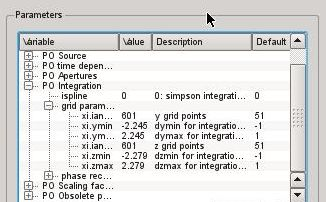 Parameters
Variable Value Description Default
PO Source
PO time depen...
PO Apertures
PO Integration
ispline 0 0: simpson integratio... 0
grid param...
xi.ian... 601 y grid points 51
xi.ymin -2.245 dymin for integratio... -1
xi.ymax 2.245 dymax for integratio... 1
xi.ian... 601 z grid points 51
xi.zmin -2.279 dzmin for integratio... -1
xi.zmax 2.279 dzmax for integratio... 1
phase rec...
PO Scaling fac...
PO Obsolete p...